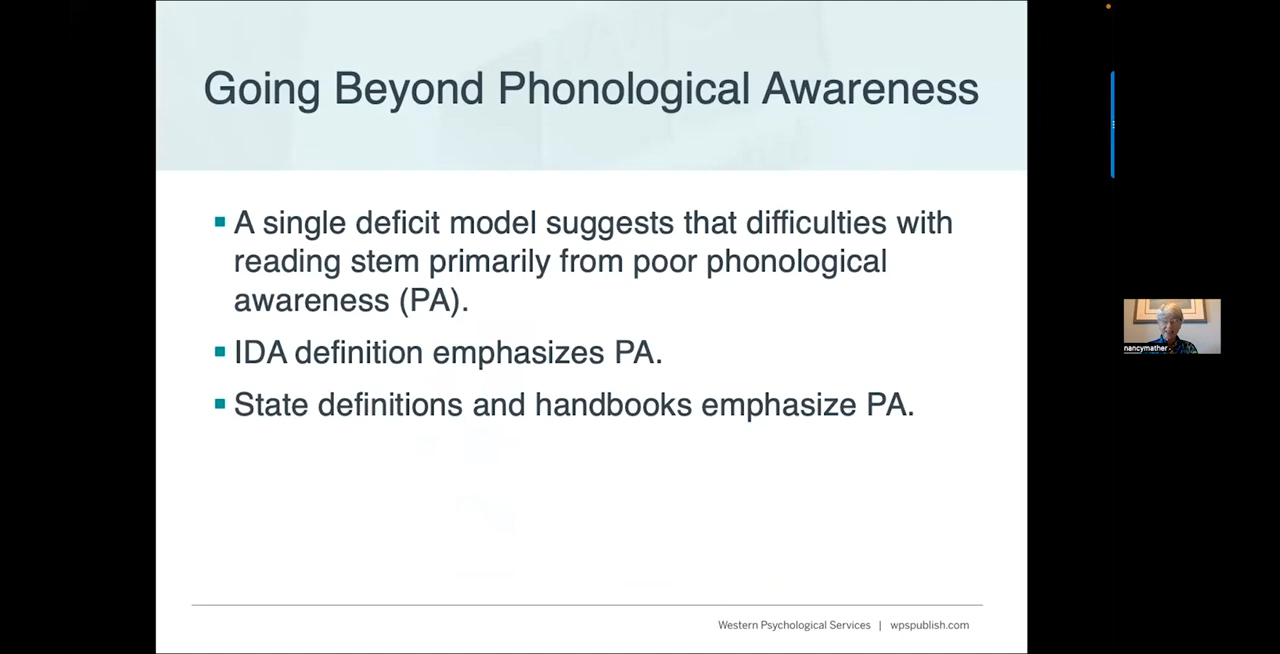 Going Beyond Phonological Awareness
▪ A single deficit model suggests that difficulties with
reading stem primarily from poor phonological
awareness (PA).
▪ IDA definition emphasizes PA.
▪ State definitions and handbooks emphasize PA.
nancymather
Western Psychological Services | wpspublish.com